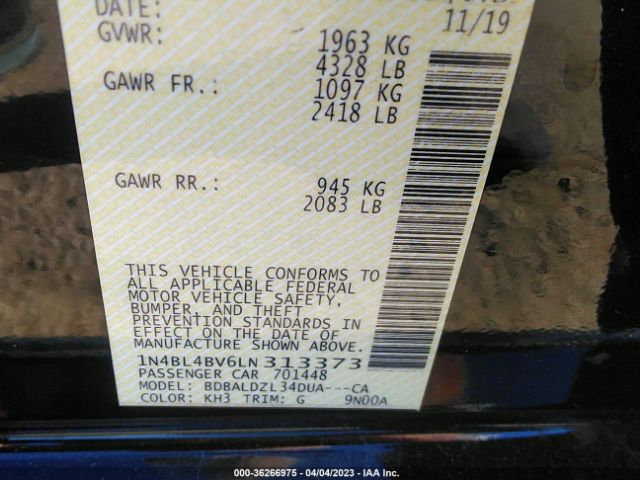 DATE:
11/19
GVWR: 1963 KG
4328 LB
GAWR FR.: 1097 KG
2418 LB
GAWR RR.: 945 KG
2083 LB
THIS VEHICLE CONFORMS TO
ALL APPLICABLE FEDERAL
MOTOR VEHICLE SAFETY,
BUMPER, AND THEFT
PREVENTION STANDARDS IN
EFFECT ON THE DATE OF
MANUFACTURE SHOWN ABOVE.
1N4BL4BV6LN313373
PASSENGER CAR 701448
MODEL: BDBALDZL34DUA---CA
COLOR: KH3 TRIM: G 9N00A
000-36266975 - 04/04/2023 - IAA Inc.